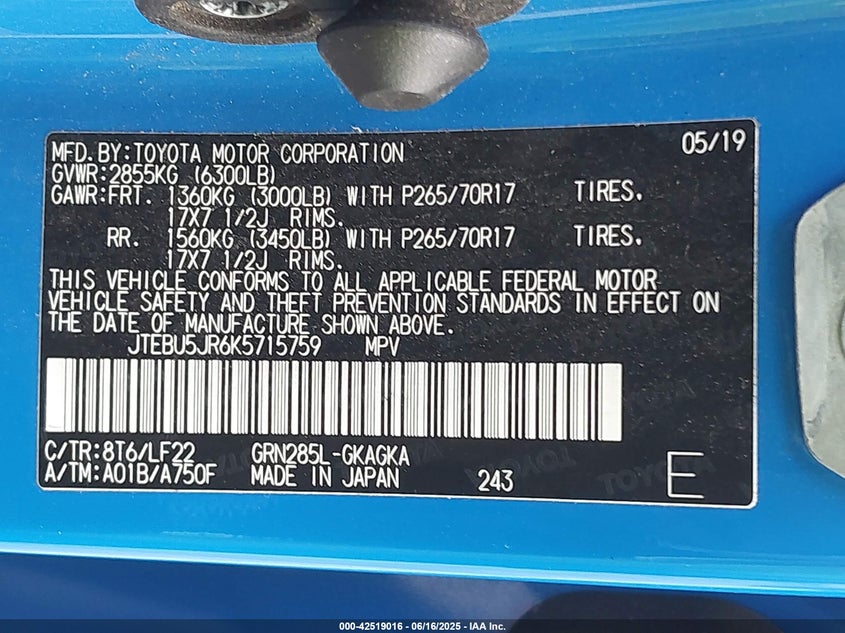 MFD.BY:TOYOTA MOTOR CORPORATION 05/19
GVWR:2855KG (6300LB)
GAWR:FRT. 1360KG (3000LB) WITH P265/70R17 TIRES.
17X7 1/2J RIMS.
RR. 1560KG (3450LB) WITH P265/70R17 TIRES.
17X7 1/2J RIMS.
THIS VEHICLE CONFORMS TO ALL APPLICABLE FEDERAL MOTOR
VEHICLE SAFETY AND THEFT PREVENTION STANDARDS IN EFFECT ON
THE DATE OF MANUFACTURE SHOWN ABOVE.
JTEBU5JR6K5715759 MPV
C/TR:8T6/LF22 GRN285L-GKAGKA
A/TM:A01B/A750F MADE IN JAPAN 243 E
000-42519016 - 06/16/2025 - IAA Inc.